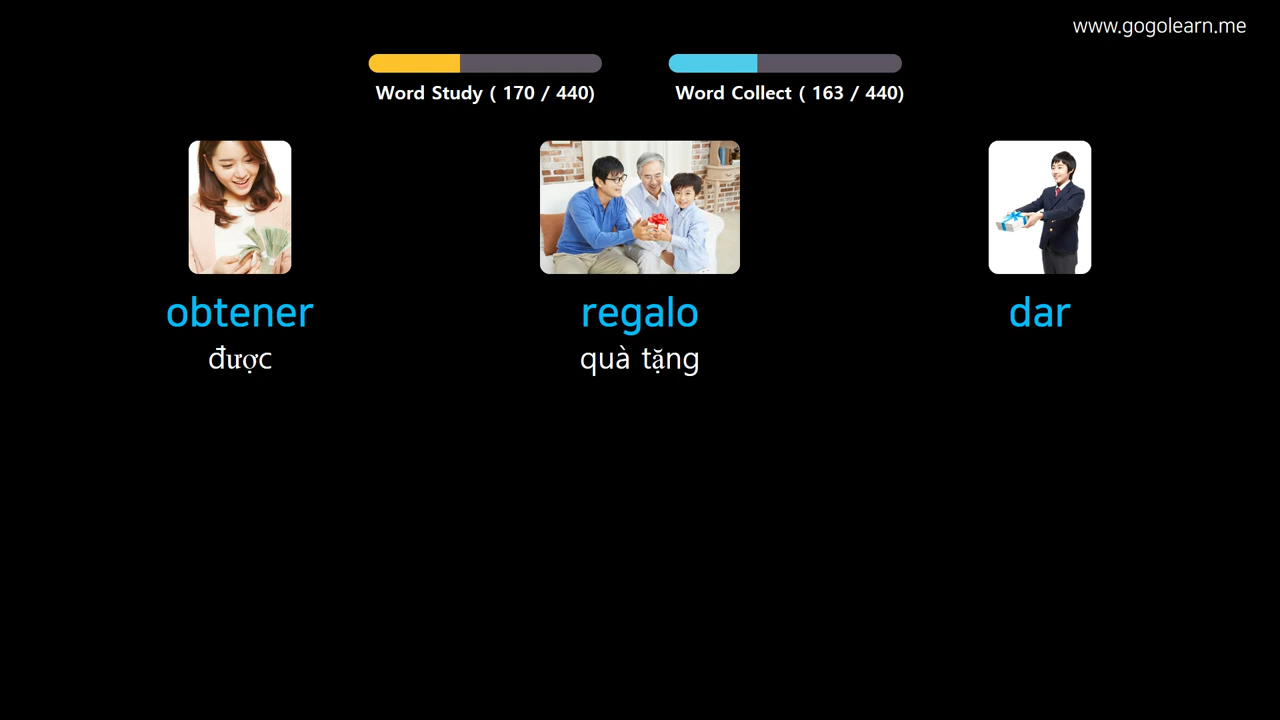 www.gogolearn.me
Word Study ( 170 / 440)
Word Collect ( 163 / 440)
obtener
regalo
dar
được
quà tặng